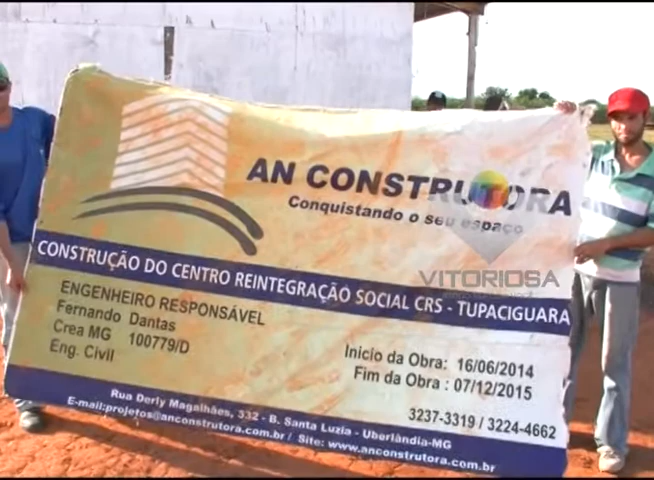 AN CONSTRUTORA
Conquistando o seu espaço
VITORIOSA
CONSTRUÇÃO DO CENTRO REINTEGRAÇÃO SOCIAL CRS - TUPACIGUARA
ENGENHEIRO RESPONSÁVEL
Fernando Dantas
Crea MG 100779/D
Eng. Civil
Inicio da Obra: 16/06/2014
Fim da Obra : 07/12/2015
3237-3319 / 3224-4662
Rua Derly Magalhães, 332 - B. Santa Luzia - Uberlândia-MG
E-mail:projetos@anconstrutora.com.br / Site: www.anconstrutora.com.br